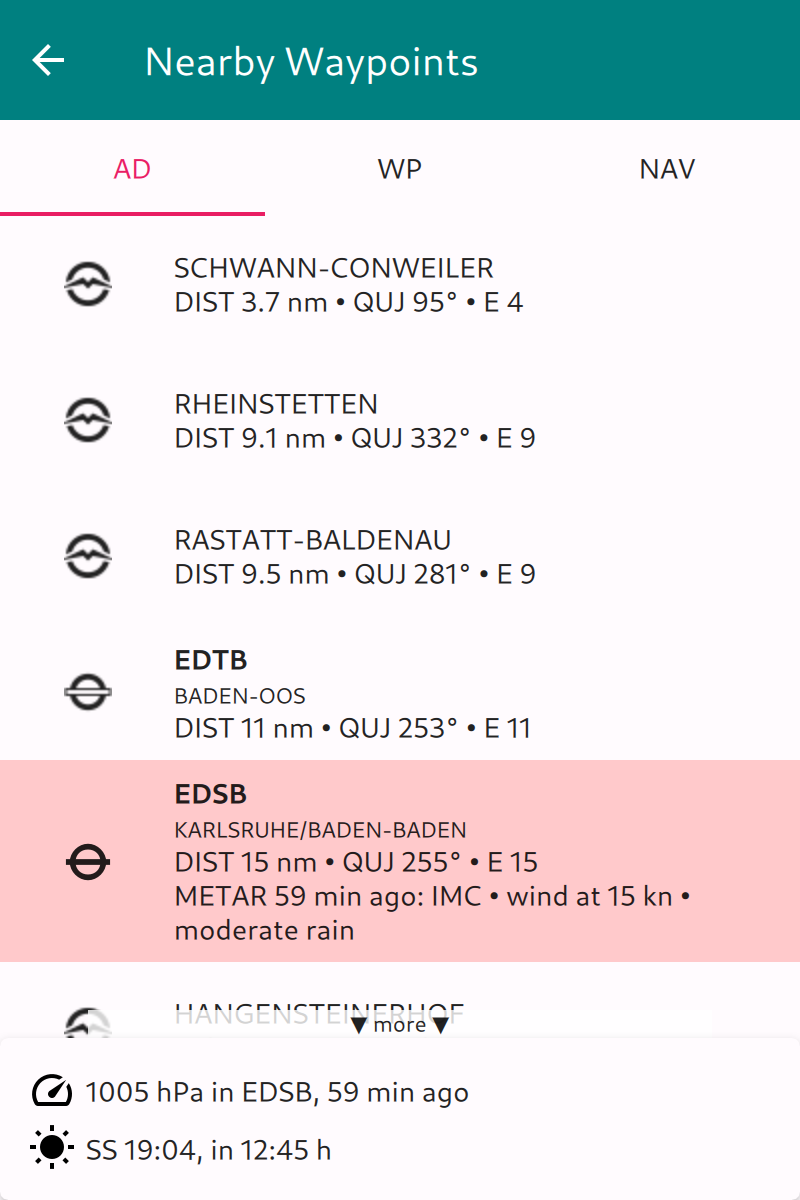 Nearby Waypoints
AD
WP
NAV
SCHWANN-CONWEILER
DIST 3.7 nm • QUJ 95° • E 4
RHEINSTETTEN
DIST 9.1 nm • QUJ 332° • E 9
RASTATT-BALDENAU
DIST 9.5 nm • QUJ 281° • E 9
EDTB
BADEN-OOS
DIST 11 nm • QUJ 253° • E 11
EDSB
KARLSRUHE/BADEN-BADEN
DIST 15 nm • QUJ 255° • E 15
METAR 59 min ago: IMC • wind at 15 kn •
moderate rain
HANGENSTEINERHOF
▼ more ▼
1005 hPa in EDSB, 59 min ago
SS 19:04, in 12:45 h